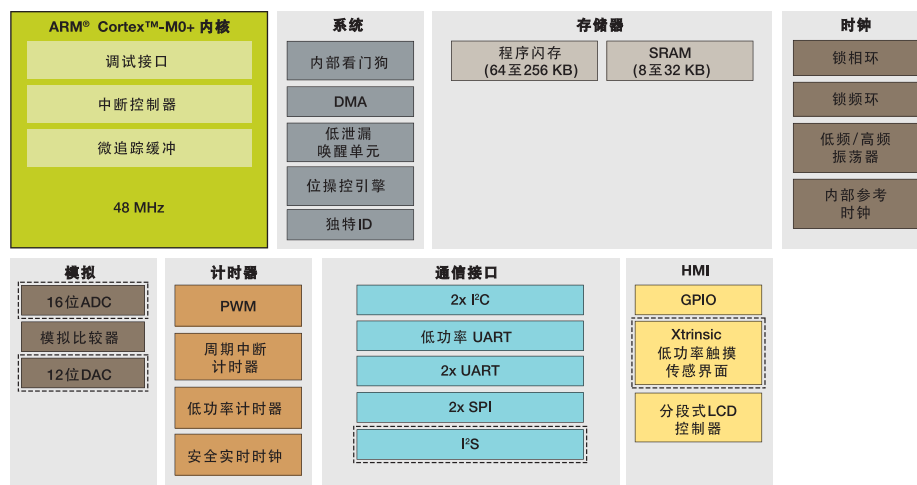 ARM® Cortex™-M0+ 内核
调试接口
中断控制器
微追踪缓冲
48 MHz
系统
内部看门狗
DMA
低泄漏
唤醒单元
位操控引擎
独特ID
存储器
程序闪存
(64至256 KB)
SRAM
(8至32 KB)
时钟
锁相环
锁频环
低频/高频
振荡器
内部参考
时钟
模拟
16位ADC
模拟比较器
12位DAC
计时器
PWM
周期中断
计时器
低功率计时器
安全实时时钟
通信接口
2x I²C
低功率 UART
2x UART
2x SPI
I²S
HMI
GPIO
Xtrinsic
低功率触摸
传感界面
分段式LCD
控制器